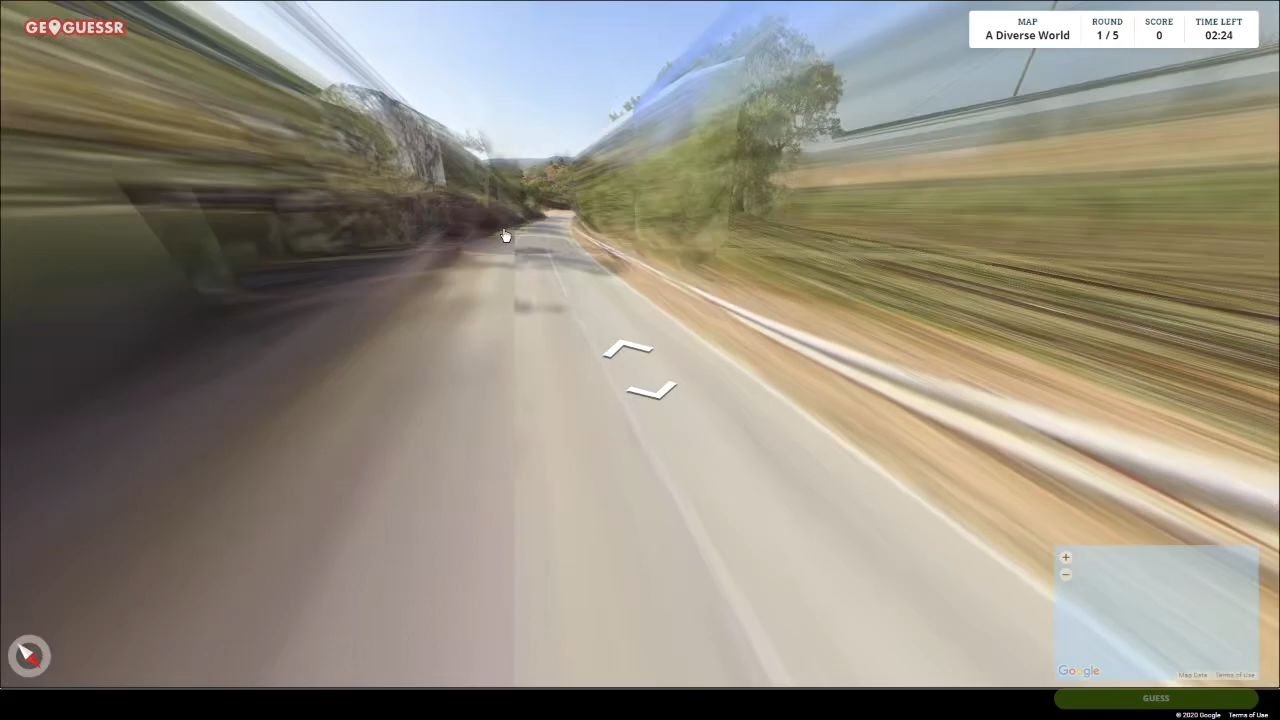 GEOGUESSR
MAP
A Diverse World
ROUND
1 / 5
SCORE
0
TIME LEFT
02:24
+
−
Google
Map Data
Terms of Use
GUESS
© 2020 Google
Terms of Use